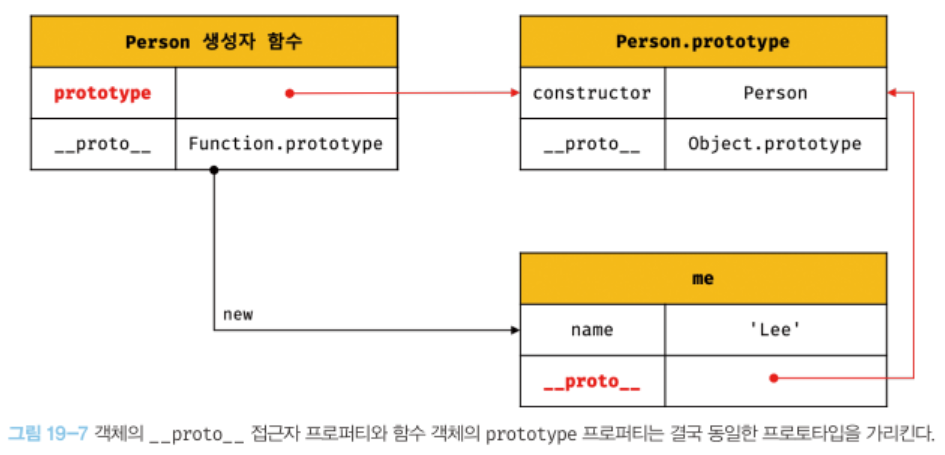 Person 생성자 함수
prototype
__proto__ Function.prototype
Person.prototype
constructor Person
__proto__ Object.prototype
new
me
name 'Lee'
__proto__
그림 19-7 객체의 __proto__ 접근자 프로퍼티와 함수 객체의 prototype 프로퍼티는 결국 동일한 프로토타입을 가리킨다.